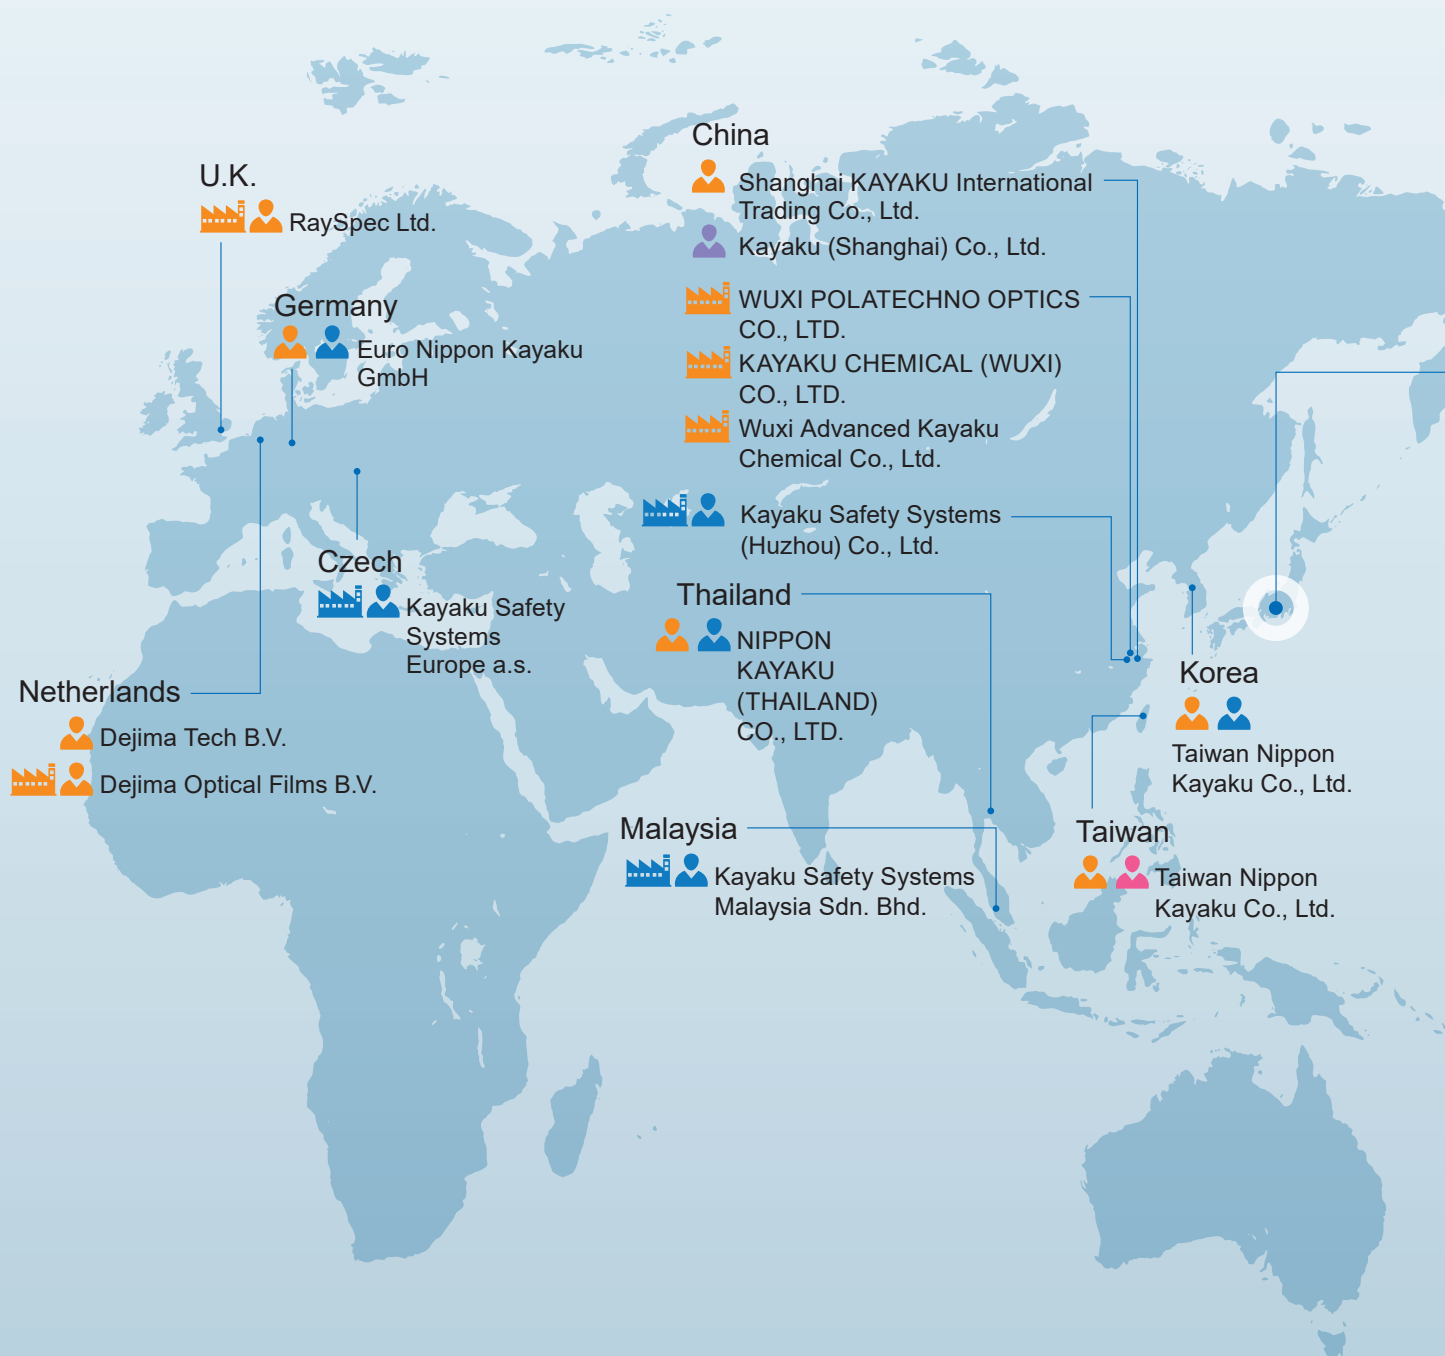 China
Shanghai KAYAKU International
Trading Co., Ltd.
Kayaku (Shanghai) Co., Ltd.
WUXI POLATECHNO OPTICS
CO., LTD.
KAYAKU CHEMICAL (WUXI)
CO., LTD.
Wuxi Advanced Kayaku
Chemical Co., Ltd.
Kayaku Safety Systems
(Huzhou) Co., Ltd.
U.K.
RaySpec Ltd.
Germany
Euro Nippon Kayaku
GmbH
Czech
Kayaku Safety
Systems
Europe a.s.
Netherlands
Dejima Tech B.V.
Dejima Optical Films B.V.
Thailand
NIPPON
KAYAKU
(THAILAND)
CO., LTD.
Malaysia
Kayaku Safety Systems
Malaysia Sdn. Bhd.
Korea
Taiwan Nippon
Kayaku Co., Ltd.
Taiwan
Taiwan Nippon
Kayaku Co., Ltd.